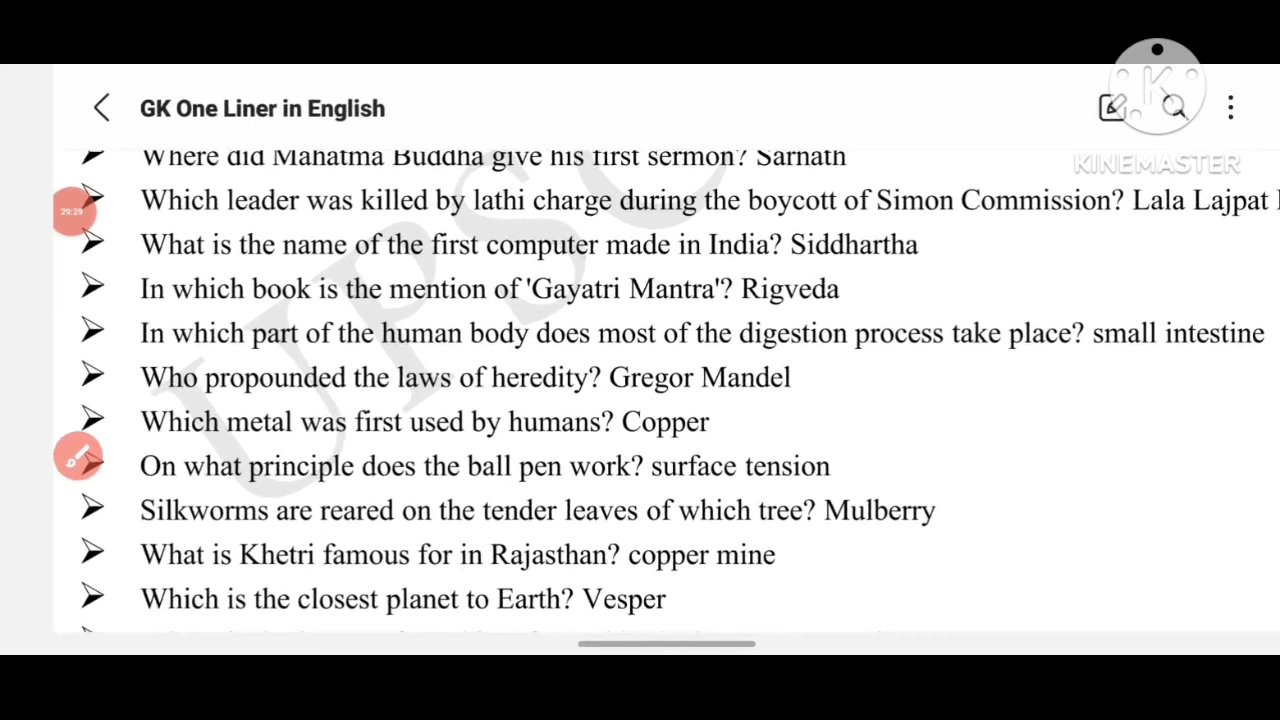 KINEMASTER
GK One Liner in English
Where did Mahatma Buddha give his first sermon? Sarnath
29:29
Which leader was killed by lathi charge during the boycott of Simon Commission? Lala Lajpat
What is the name of the first computer made in India? Siddhartha
In which book is the mention of 'Gayatri Mantra'? Rigveda
In which part of the human body does most of the digestion process take place? small intestine
Who propounded the laws of heredity? Gregor Mandel
Which metal was first used by humans? Copper
On what principle does the ball pen work? surface tension
Silkworms are reared on the tender leaves of which tree? Mulberry
What is Khetri famous for in Rajasthan? copper mine
Which is the closest planet to Earth? Vesper
UPSC